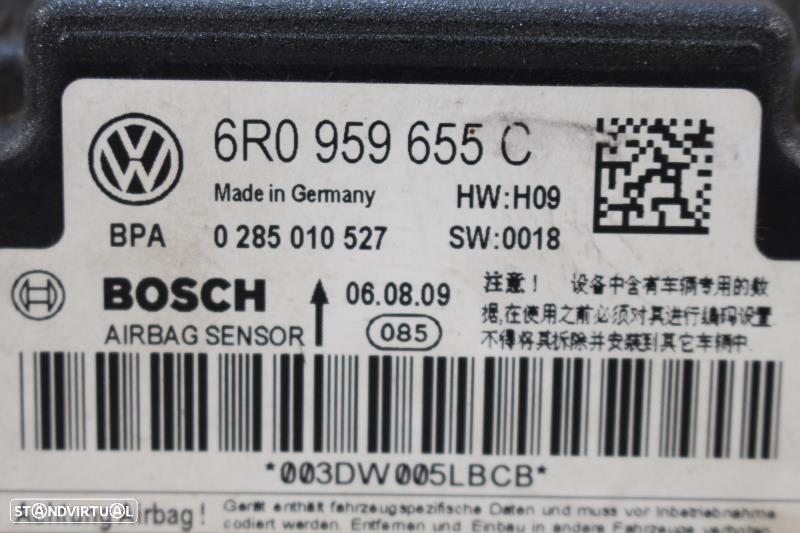 6R0 959 655 C
Made in Germany HW:H09
BPA 0 285 010 527 SW:0018
BOSCH 06.08.09
AIRBAG SENSOR 085
注意！ 设备中含有车辆专用的数
据,在使用之前必须对其进行编码设置
不得将其拆除并安装到其它车辆中.
*003DW005LBCB*
Achtung Airbag! Gerät enthält fahrzeugspezifische Daten und muss vor Inbetriebnahme
codiert werden. Entfernen und Einbau in andere Fahrzeuge verboten.
STANDVIRTUAL